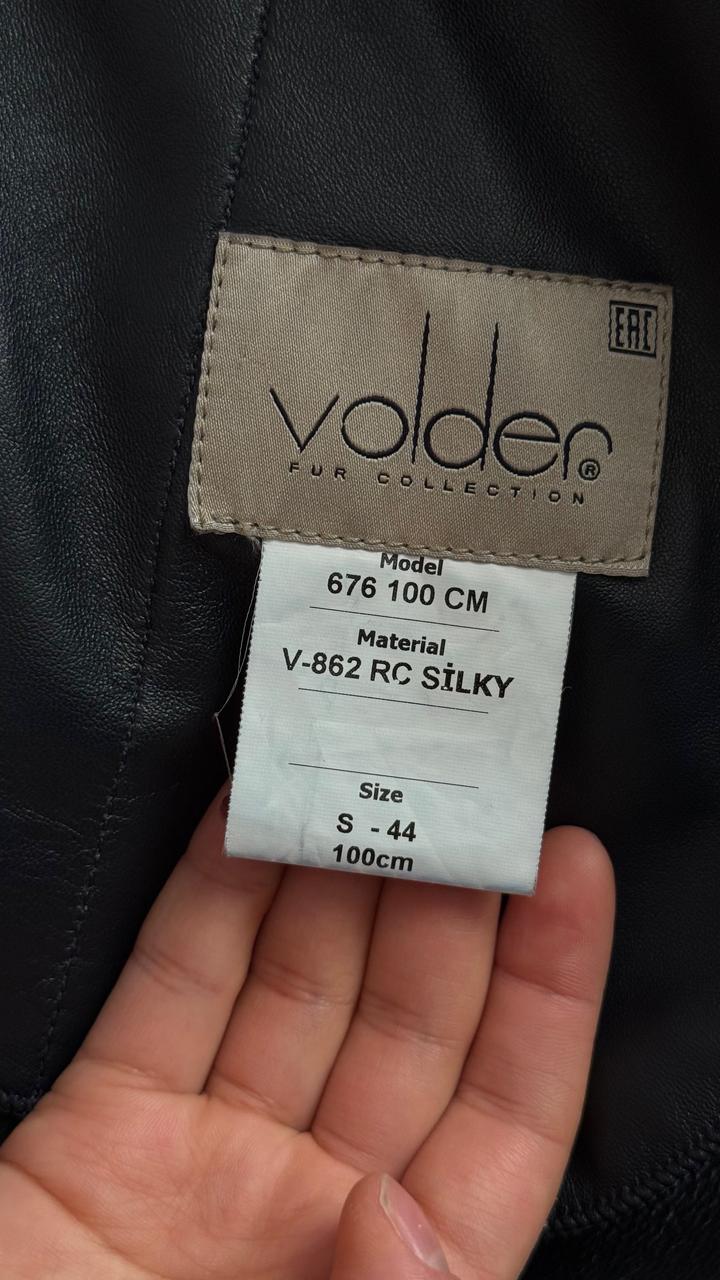 EAC
volder®
FUR COLLECTION
Model
676 100 CM
Material
V-862 RC SİLKY
Size
S - 44
100cm